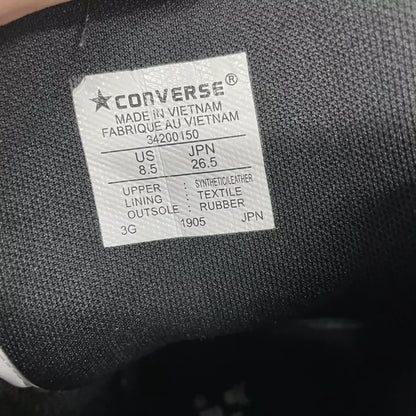 ★CONVERSE®
MADE IN VIETNAM
FABRIQUE AU VIETNAM
34200150
US JPN
8.5 26.5
UPPER : SYNTHETIC/LEATHER
LINING : TEXTILE
OUTSOLE : RUBBER
3G 1905 JPN